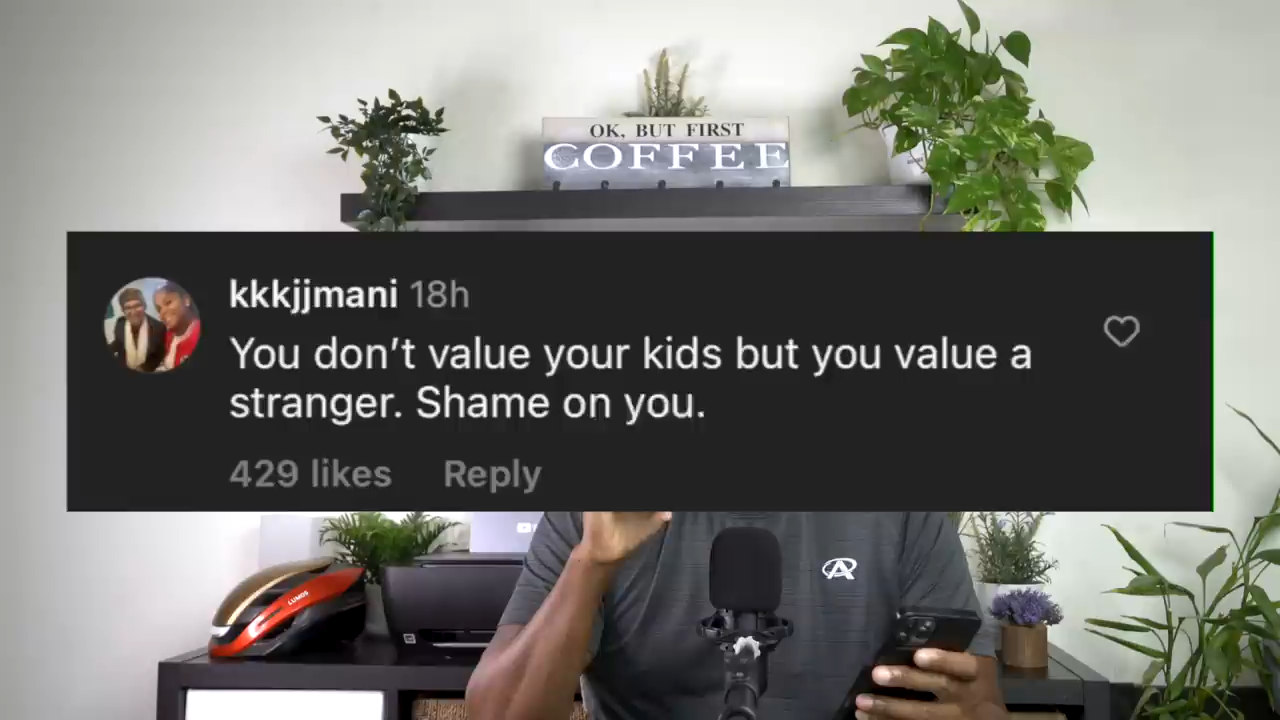 OK, BUT FIRST
COFFEE
kkkjjmani 18h
You don’t value your kids but you value a
stranger. Shame on you.
429 likes Reply
LUMOS